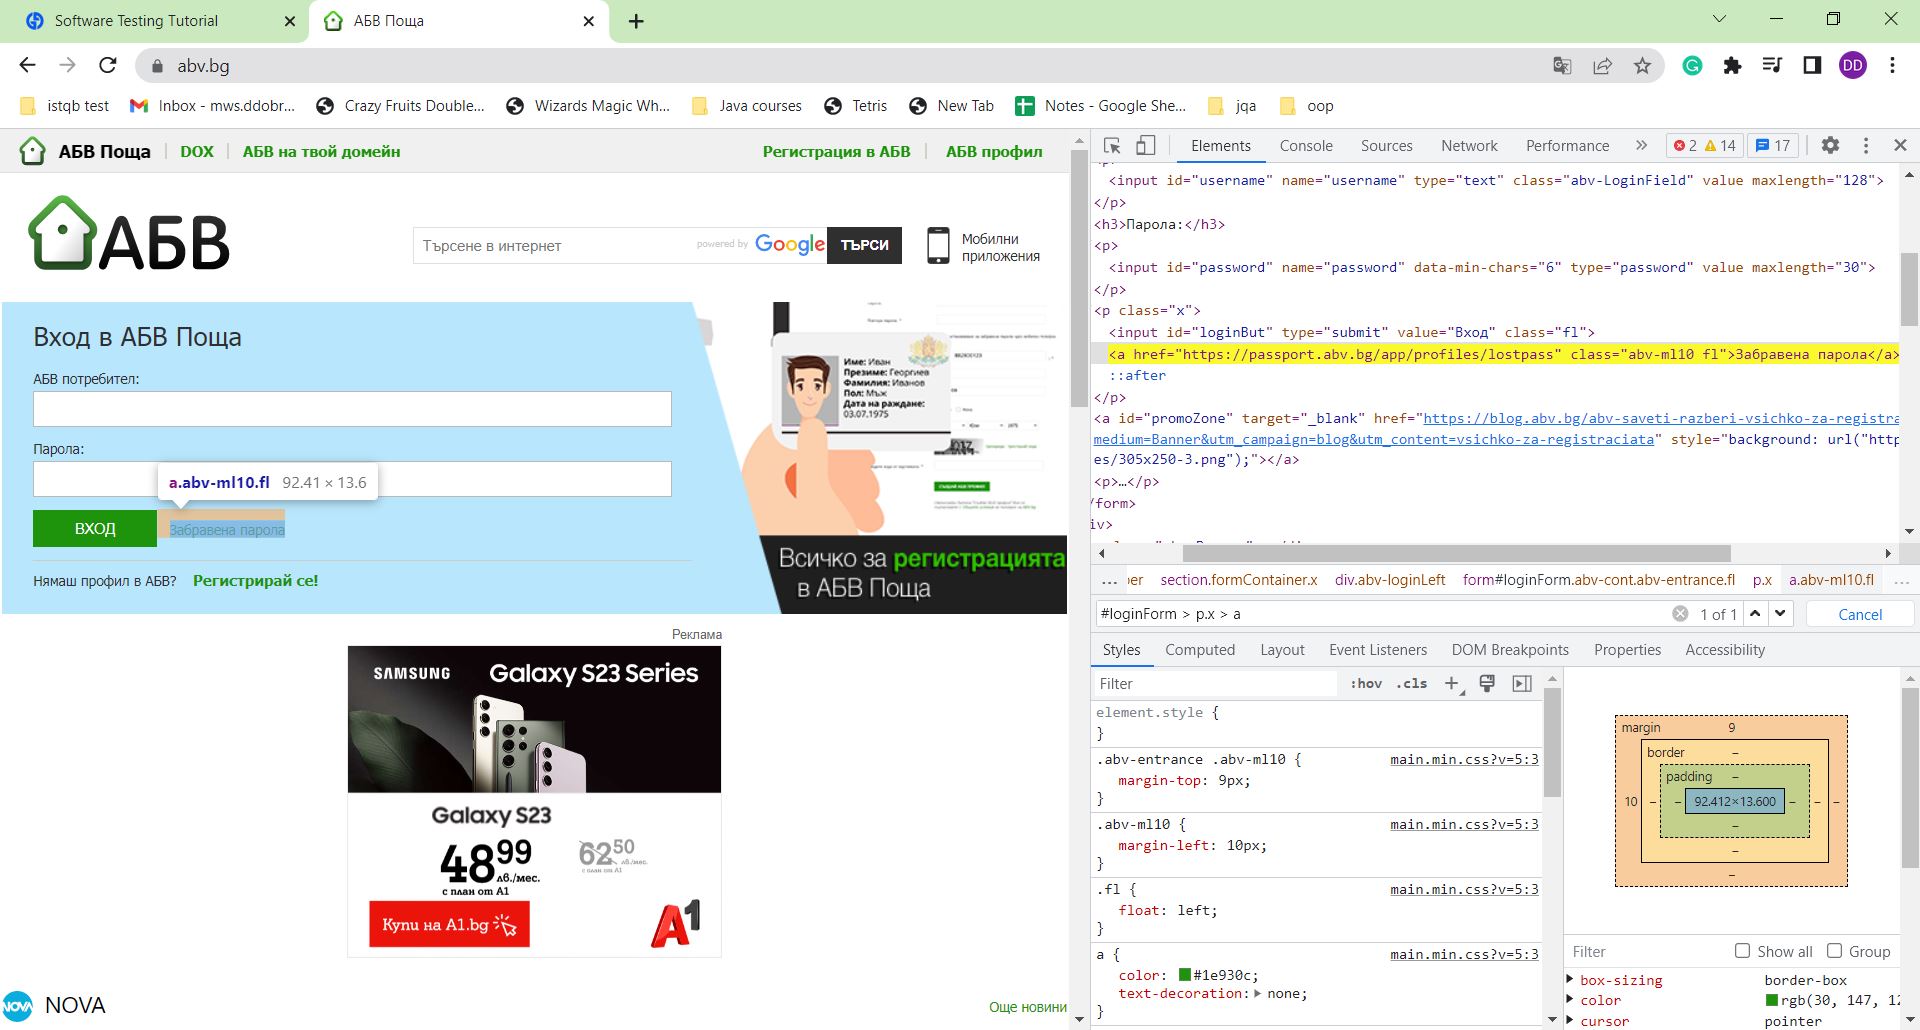 Software Testing Tutorial
АБВ Поща
abv.bg
DD
istqb test
Inbox - mws.ddobr...
Crazy Fruits Double...
Wizards Magic Wh...
Java courses
Tetris
New Tab
Notes - Google She...
jqa
oop
АБВ Поща
DOX
АБВ на твой домейн
Регистрация в АБВ
АБВ профил
АБВ
Търсене в интернет
powered by Google
ТЪРСИ
Мобилни
приложения
Вход в АБВ Поща
АБВ потребител:
Парола:
a.abv-ml10.fl 92.41 × 13.6
ВХОД
Забравена парола
Нямаш профил в АБВ? Регистрирай се!
Име: Иван
Презиме: Георгиев
Фамилия: Иванов
Пол: Мъж
Дата на раждане:
03.07.1975
Всичко за регистрацията
в АБВ Поща
Реклама
SAMSUNG
Galaxy S23 Series
Galaxy S23
48 99 лв./мес.
62 50 лв./мес.
с план от А1
с план от А1
Купи на A1.bg
A1
NOVA NOVA
Още новини
Elements Console Sources Network Performance » 2 14 17
<input id="username" name="username" type="text" class="abv-LoginField" value maxlength="128">
</p>
<h3>Парола:</h3>
<p>
<input id="password" name="password" data-min-chars="6" type="password" value maxlength="30">
</p>
<p class="x">
<input id="loginBut" type="submit" value="Вход" class="fl">
<a href="https://passport.abv.bg/app/profiles/lostpass" class="abv-ml10 fl">Забравена парола</a>
::after
</p>
<a id="promoZone" target="_blank" href="https://blog.abv.bg/abv-saveti-razberi-vsichko-za-registra
medium=Banner&utm_campaign=blog&utm_content=vsichko-za-registraciata" style="background: url("http
es/305x250-3.png");"></a>
<p>…</p>
/form>
iv>
... er section.formContainer.x div.abv-loginLeft form#loginForm.abv-cont.abv-entrance.fl p.x a.abv-ml10.fl ...
#loginForm > p.x > a
1 of 1
Cancel
Styles Computed Layout Event Listeners DOM Breakpoints Properties Accessibility
Filter
:hov .cls +
element.style {
}
.abv-entrance .abv-ml10 { main.min.css?v=5:3
margin-top: 9px;
}
.abv-ml10 { main.min.css?v=5:3
margin-left: 10px;
}
.fl { main.min.css?v=5:3
float: left;
}
a { main.min.css?v=5:3
color: #1e930c;
text-decoration: none;
}
margin 9
border –
padding –
10 – – 92.412×13.600 – – –
–
–
–
Filter
Show all
Group
box-sizing border-box
color rgb(30, 147, 12
cursor pointer